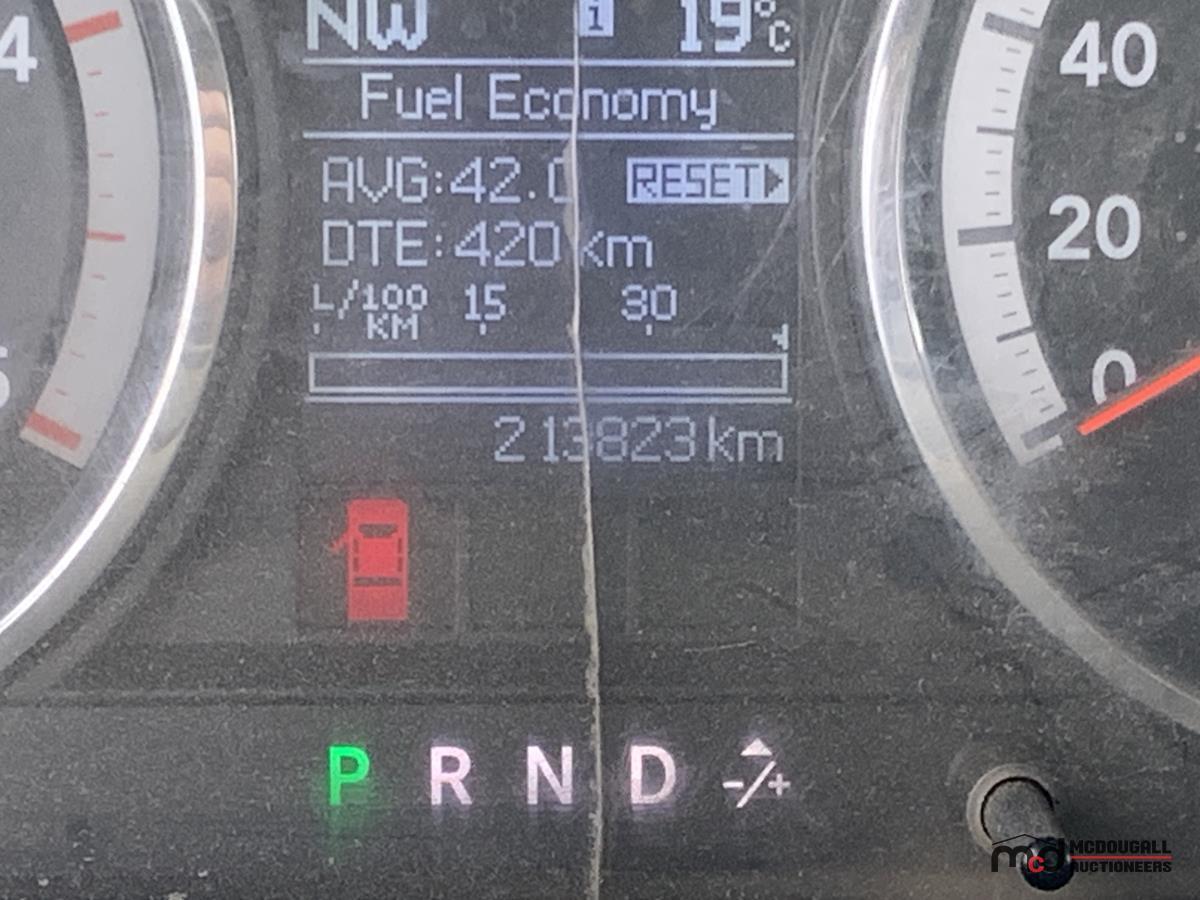 4
NW i 19°C
40
Fuel Economy
AVG:42.0 RESET
20
DTE:420 km
L/100 KM 15 30
0
213823 km
P R N D -/+
mcd MCDOUGALL AUCTIONEERS